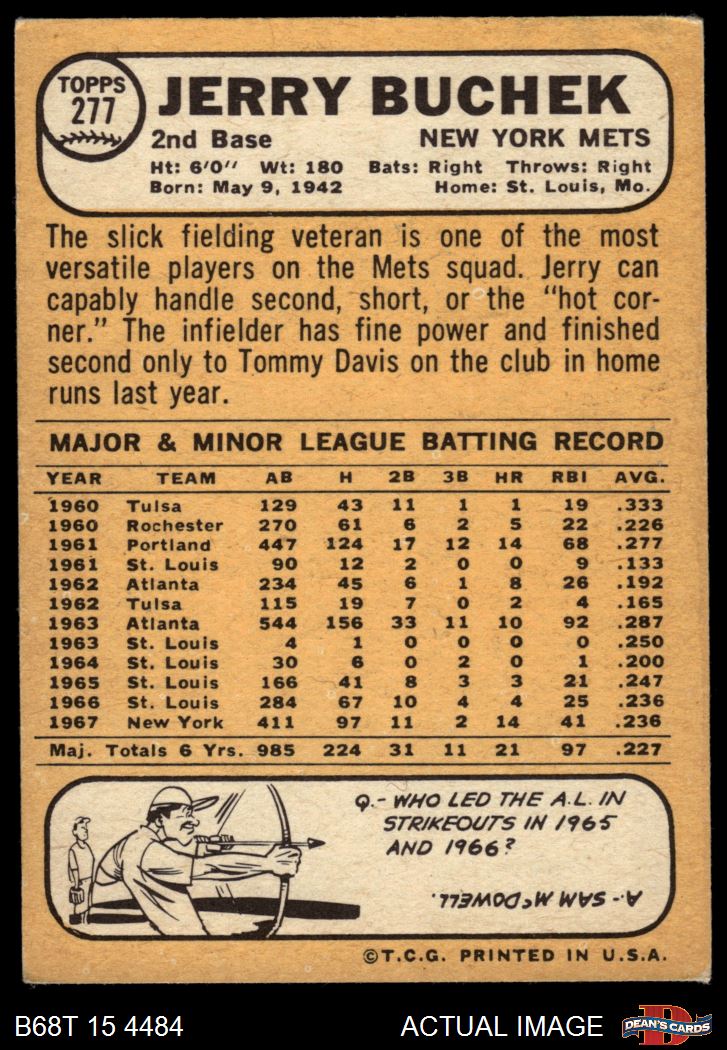 TOPPS
277
JERRY BUCHEK
2nd Base NEW YORK METS
Ht: 6'0" Wt: 180 Bats: Right Throws: Right
Born: May 9, 1942 Home: St. Louis, Mo.
The slick fielding veteran is one of the most
versatile players on the Mets squad. Jerry can
capably handle second, short, or the "hot cor-
ner." The infielder has fine power and finished
second only to Tommy Davis on the club in home
runs last year.
MAJOR & MINOR LEAGUE BATTING RECORD
YEAR TEAM AB H 2B 3B HR RBI AVG.
1960 Tulsa 129 43 11 1 1 19 .333
1960 Rochester 270 61 6 2 5 22 .226
1961 Portland 447 124 17 12 14 68 .277
1961 St. Louis 90 12 2 0 0 9 .133
1962 Atlanta 234 45 6 1 8 26 .192
1962 Tulsa 115 19 7 0 2 4 .165
1963 Atlanta 544 156 33 11 10 92 .287
1963 St. Louis 4 1 0 0 0 0 .250
1964 St. Louis 30 6 0 2 0 1 .200
1965 St. Louis 166 41 8 3 3 21 .247
1966 St. Louis 284 67 10 4 4 25 .236
1967 New York 411 97 11 2 14 41 .236
Maj. Totals 6 Yrs. 985 224 31 11 21 97 .227
Q.- WHO LED THE A.L. IN
STRIKEOUTS IN 1965
AND 1966?
A.- SAM McDOWELL.
©T.C.G. PRINTED IN U.S.A.
B68T 15 4484 ACTUAL IMAGE
D
DEAN'S CARDS